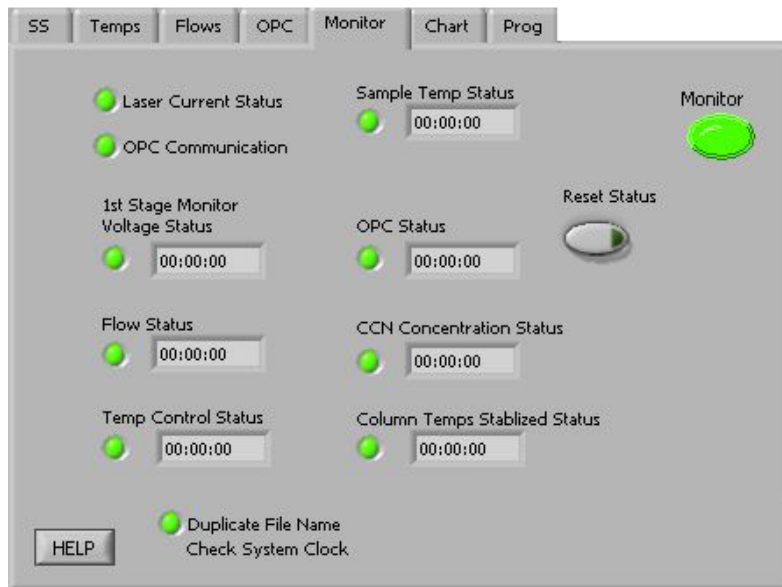 SS Temps Flows OPC Monitor Chart Prog
Laser Current Status
OPC Communication
Sample Temp Status
00:00:00
Monitor
1st Stage Monitor
Voltage Status
00:00:00
OPC Status
00:00:00
Reset Status
Flow Status
00:00:00
CCN Concentration Status
00:00:00
Temp Control Status
00:00:00
Column Temps Stablized Status
00:00:00
HELP
Duplicate File Name
Check System Clock